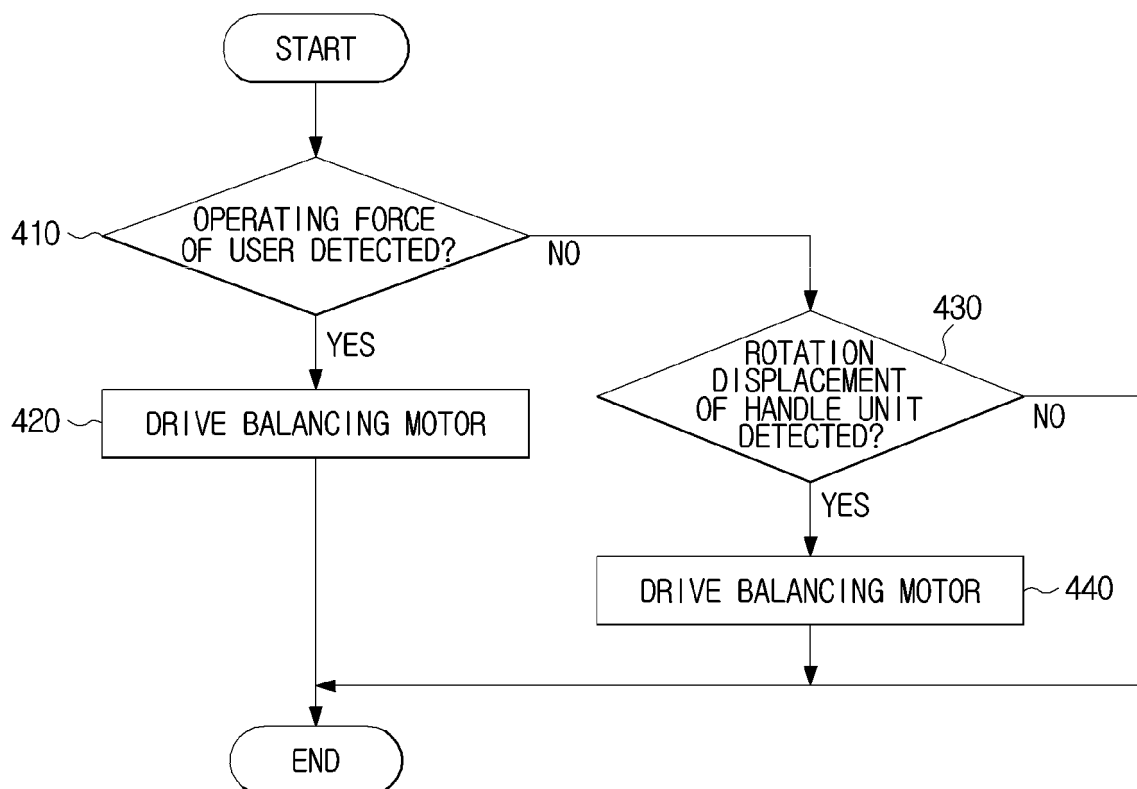 START
410
OPERATING FORCE
OF USER DETECTED?
NO
YES
420
DRIVE BALANCING MOTOR
430
ROTATION
DISPLACEMENT
OF HANDLE UNIT
DETECTED?
NO
YES
DRIVE BALANCING MOTOR
440
END